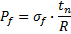 P_f = σ_f · t_n / R